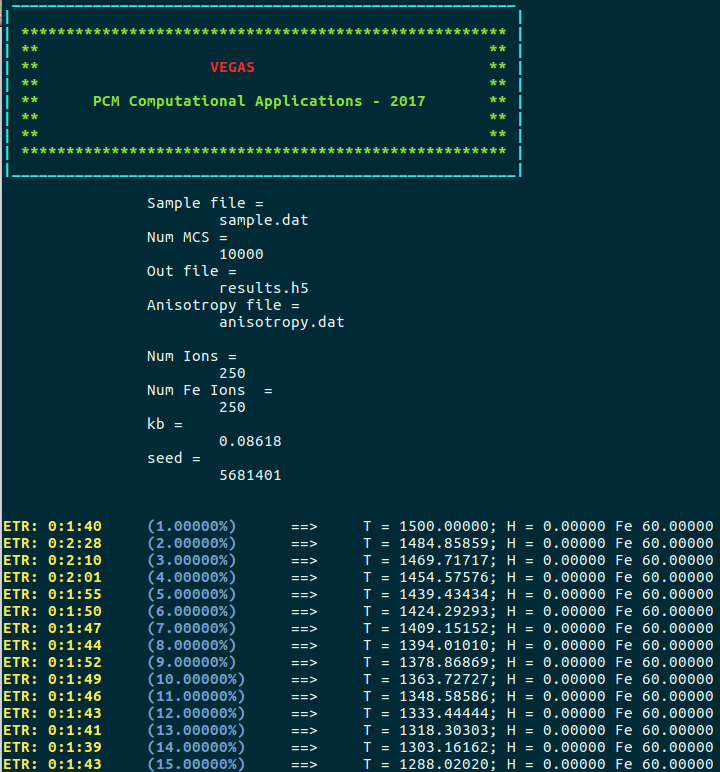 ******************************************************
** **
** VEGAS **
** **
** PCM Computational Applications - 2017 **
** **
** **
******************************************************
Sample file =
sample.dat
Num MCS =
10000
Out file =
results.h5
Anisotropy file =
anisotropy.dat
Num Ions =
250
Num Fe Ions =
250
kb =
0.08618
seed =
5681401
ETR: 0:1:40 (1.00000%) ==> T = 1500.00000; H = 0.00000 Fe 60.00000
ETR: 0:2:28 (2.00000%) ==> T = 1484.85859; H = 0.00000 Fe 60.00000
ETR: 0:2:10 (3.00000%) ==> T = 1469.71717; H = 0.00000 Fe 60.00000
ETR: 0:2:01 (4.00000%) ==> T = 1454.57576; H = 0.00000 Fe 60.00000
ETR: 0:1:55 (5.00000%) ==> T = 1439.43434; H = 0.00000 Fe 60.00000
ETR: 0:1:50 (6.00000%) ==> T = 1424.29293; H = 0.00000 Fe 60.00000
ETR: 0:1:47 (7.00000%) ==> T = 1409.15152; H = 0.00000 Fe 60.00000
ETR: 0:1:44 (8.00000%) ==> T = 1394.01010; H = 0.00000 Fe 60.00000
ETR: 0:1:52 (9.00000%) ==> T = 1378.86869; H = 0.00000 Fe 60.00000
ETR: 0:1:49 (10.00000%) ==> T = 1363.72727; H = 0.00000 Fe 60.00000
ETR: 0:1:46 (11.00000%) ==> T = 1348.58586; H = 0.00000 Fe 60.00000
ETR: 0:1:43 (12.00000%) ==> T = 1333.44444; H = 0.00000 Fe 60.00000
ETR: 0:1:41 (13.00000%) ==> T = 1318.30303; H = 0.00000 Fe 60.00000
ETR: 0:1:39 (14.00000%) ==> T = 1303.16162; H = 0.00000 Fe 60.00000
ETR: 0:1:43 (15.00000%) ==> T = 1288.02020; H = 0.00000 Fe 60.00000